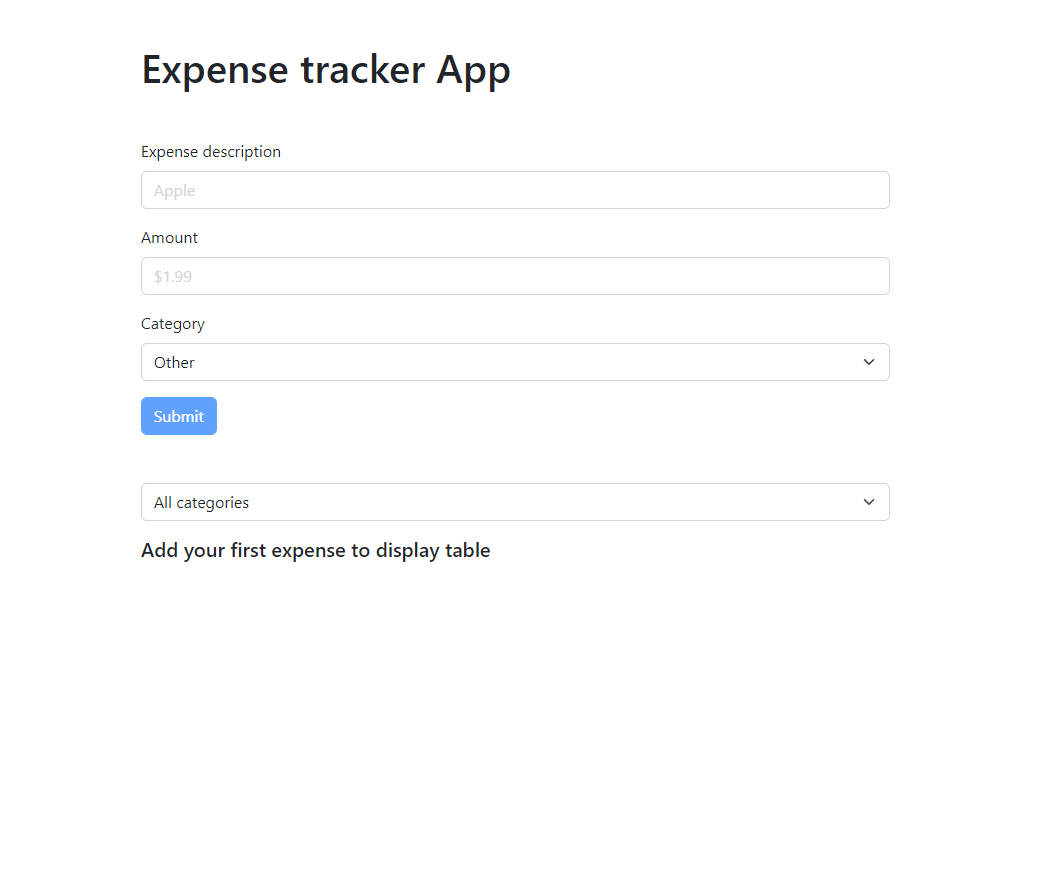 Expense tracker App
Expense description
Apple
Amount
$1.99
Category
Other
Submit
All categories
Add your first expense to display table